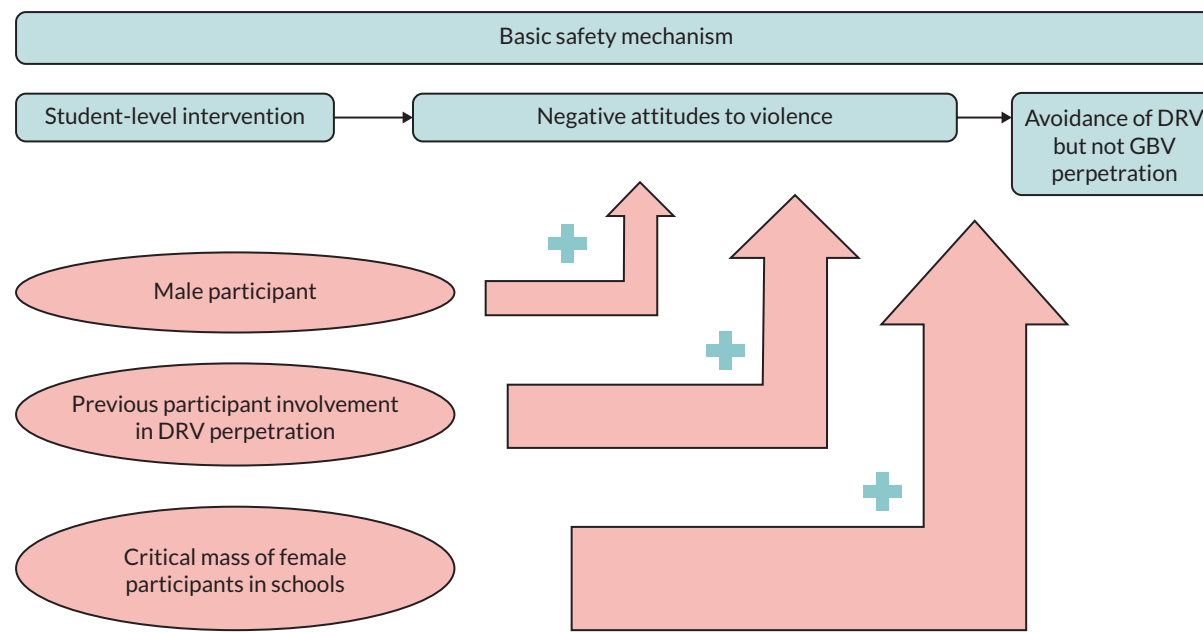 Basic safety mechanism
Student-level intervention
Negative attitudes to violence
Avoidance of DRV
but not GBV
perpetration
Male participant
Previous participant involvement
in DRV perpetration
Critical mass of female
participants in schools